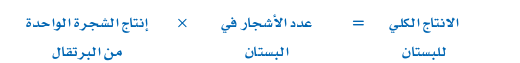 الانتاج الكلي = عدد الأشجار في × إنتاج الشجرة الواحدة
للبستان البستان من البرتقال